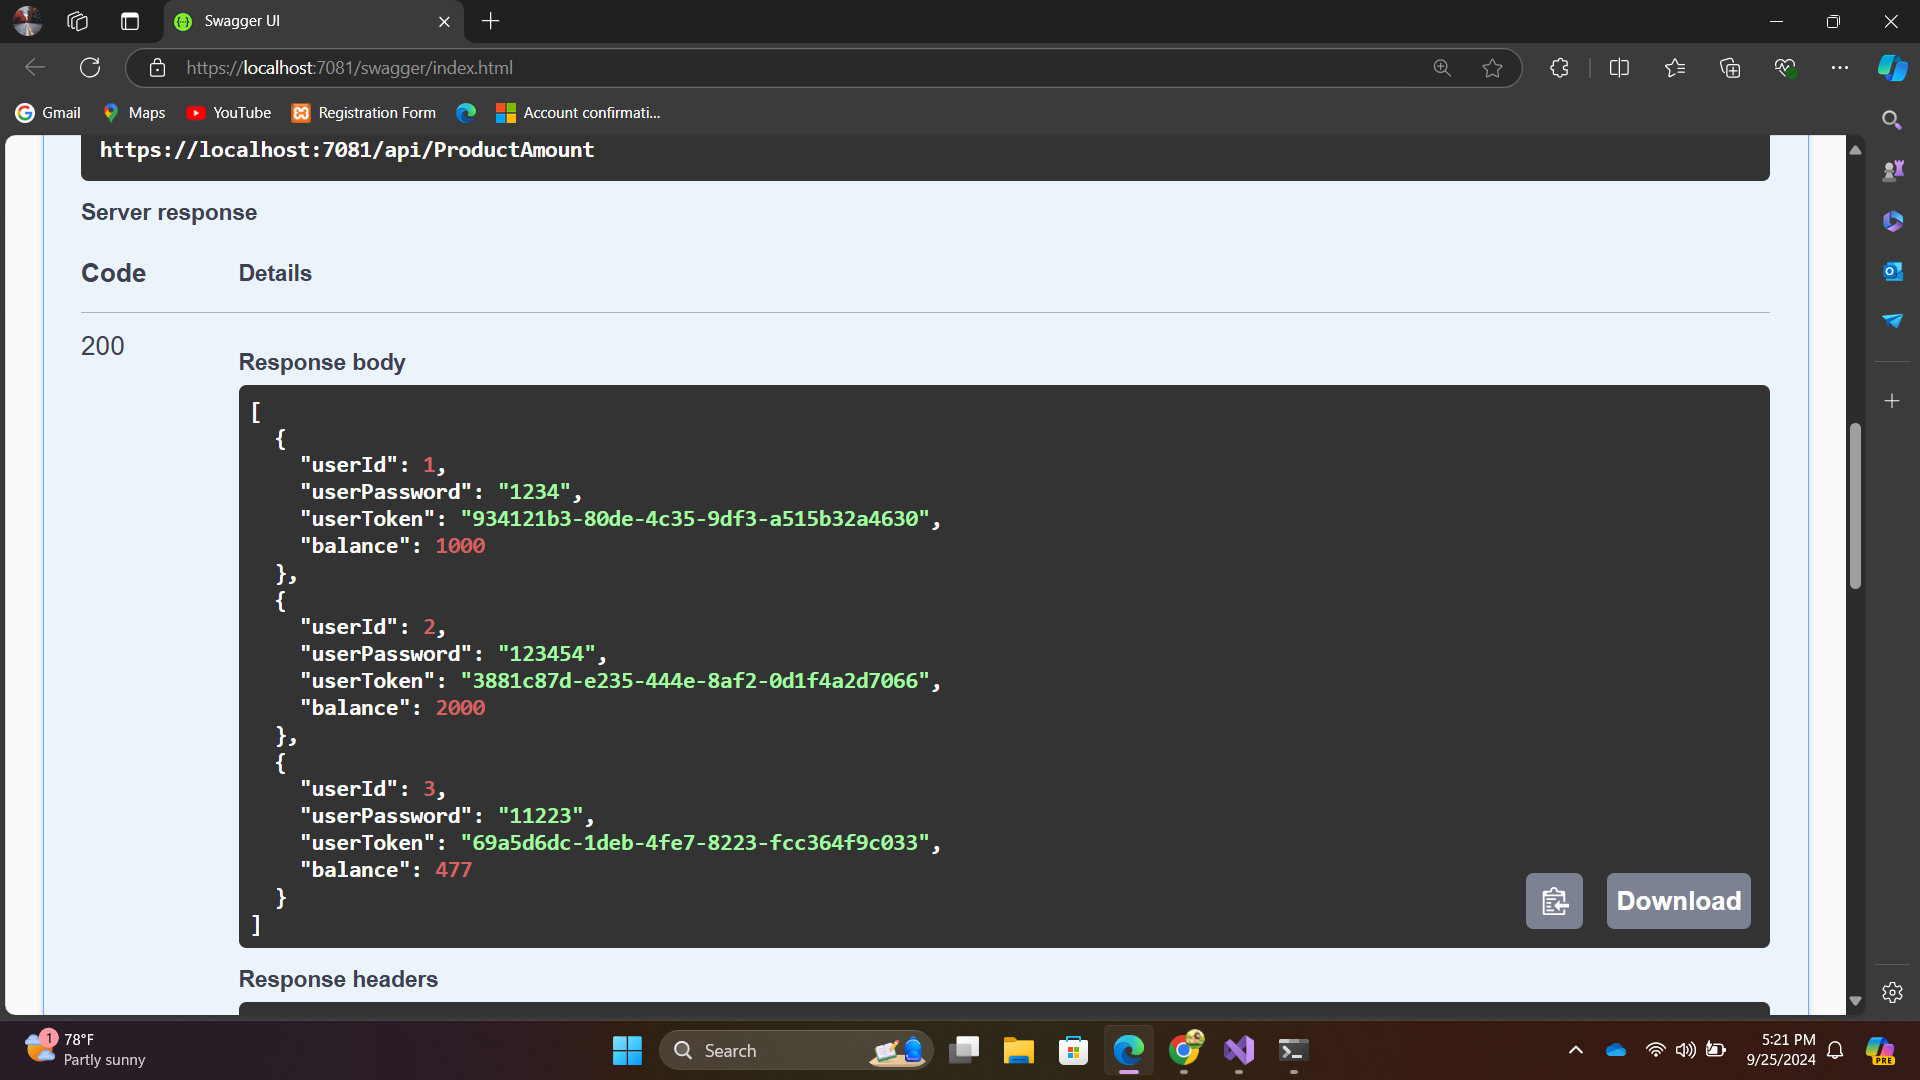 Swagger UI
https://localhost:7081/swagger/index.html
Gmail
Maps
YouTube
Registration Form
Account confirmati...
https://localhost:7081/api/ProductAmount
Server response
Code Details
200
Response body
[
  {
    "userId": 1,
    "userPassword": "1234",
    "userToken": "934121b3-80de-4c35-9df3-a515b32a4630",
    "balance": 1000
  },
  {
    "userId": 2,
    "userPassword": "123454",
    "userToken": "3881c87d-e235-444e-8af2-0d1f4a2d7066",
    "balance": 2000
  },
  {
    "userId": 3,
    "userPassword": "11223",
    "userToken": "69a5d6dc-1deb-4fe7-8223-fcc364f9c033",
    "balance": 477
  }
]
Download
Response headers
1
78°F
Partly sunny
Search
5:21 PM
9/25/2024
PRE